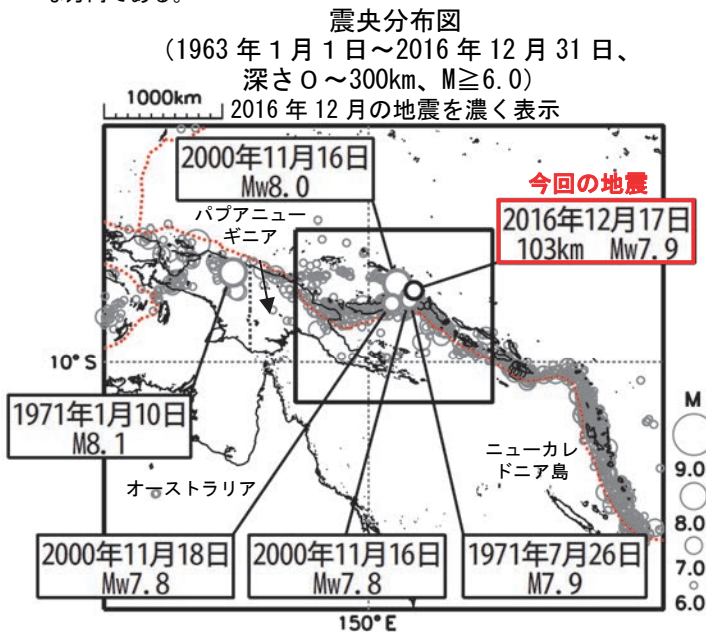 震央分布図
(1963年1月1日～2016年12月31日、
深さ0～300km、M≧6.0)
2016年12月の地震を濃く表示
1000km
2000年11月16日
Mw8.0
今回の地震
2016年12月17日
103km Mw7.9
パプアニュー
ギニア
10°S
1971年1月10日
M8.1
オーストラリア
ニューカレ
ドニア島
M
9.0
8.0
7.0
6.0
2000年11月18日
Mw7.8
2000年11月16日
Mw7.8
1971年7月26日
M7.9
150°E